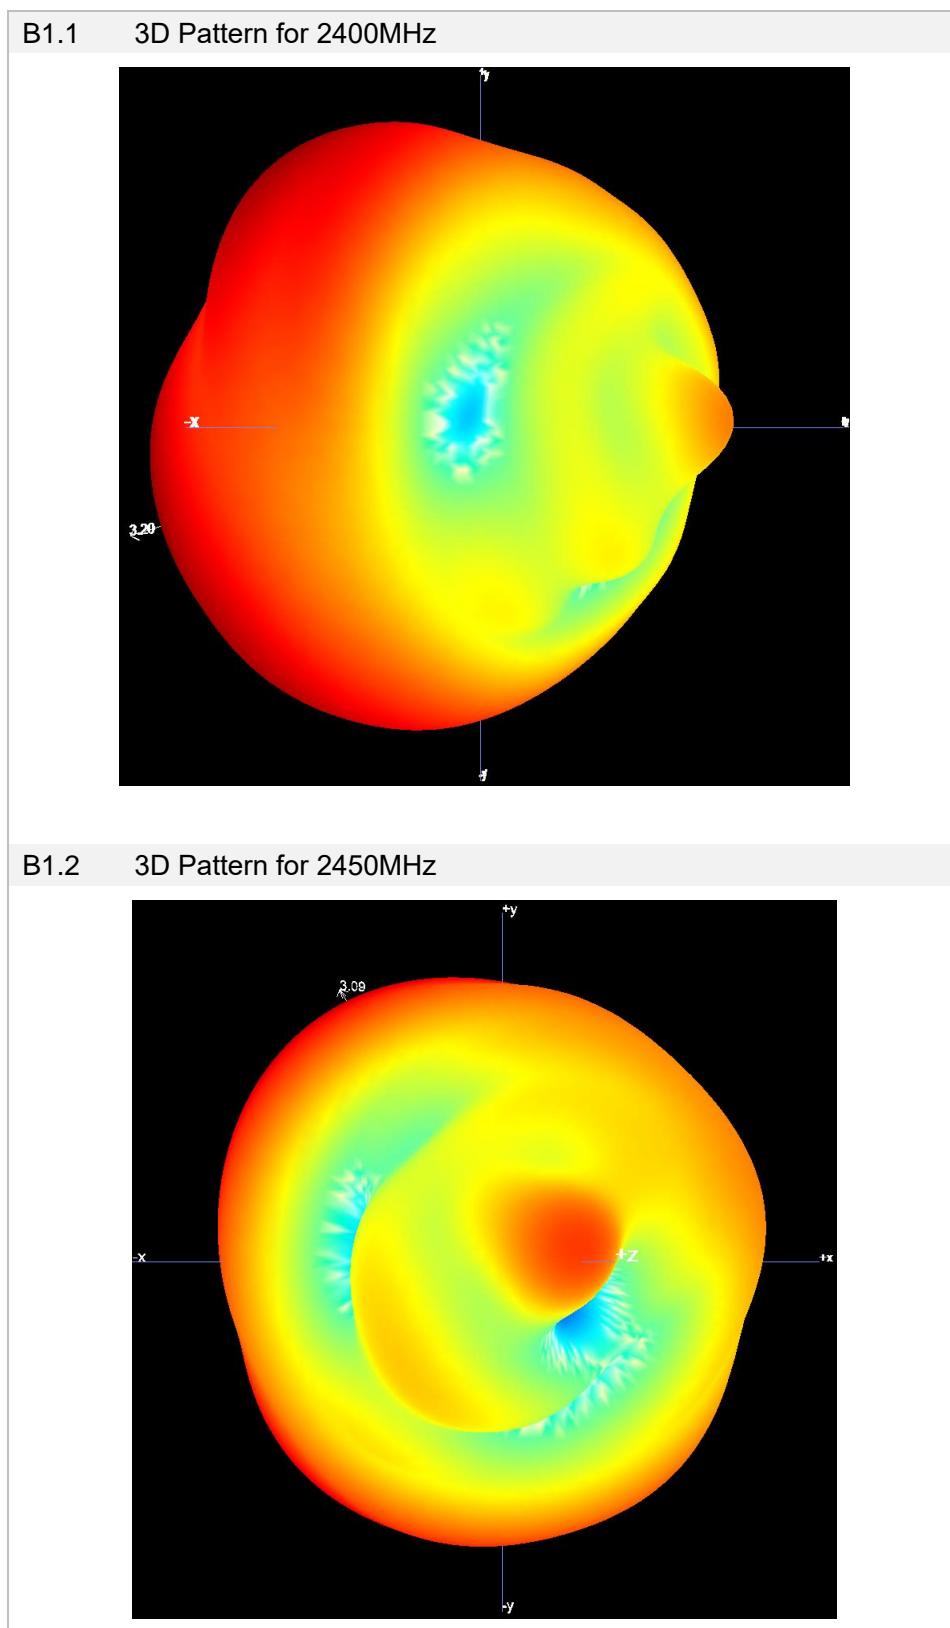 B1.1 3D Pattern for 2400MHz
-X
3.20
B1.2 3D Pattern for 2450MHz
+y
3.09
-x
+Z
+x
-y